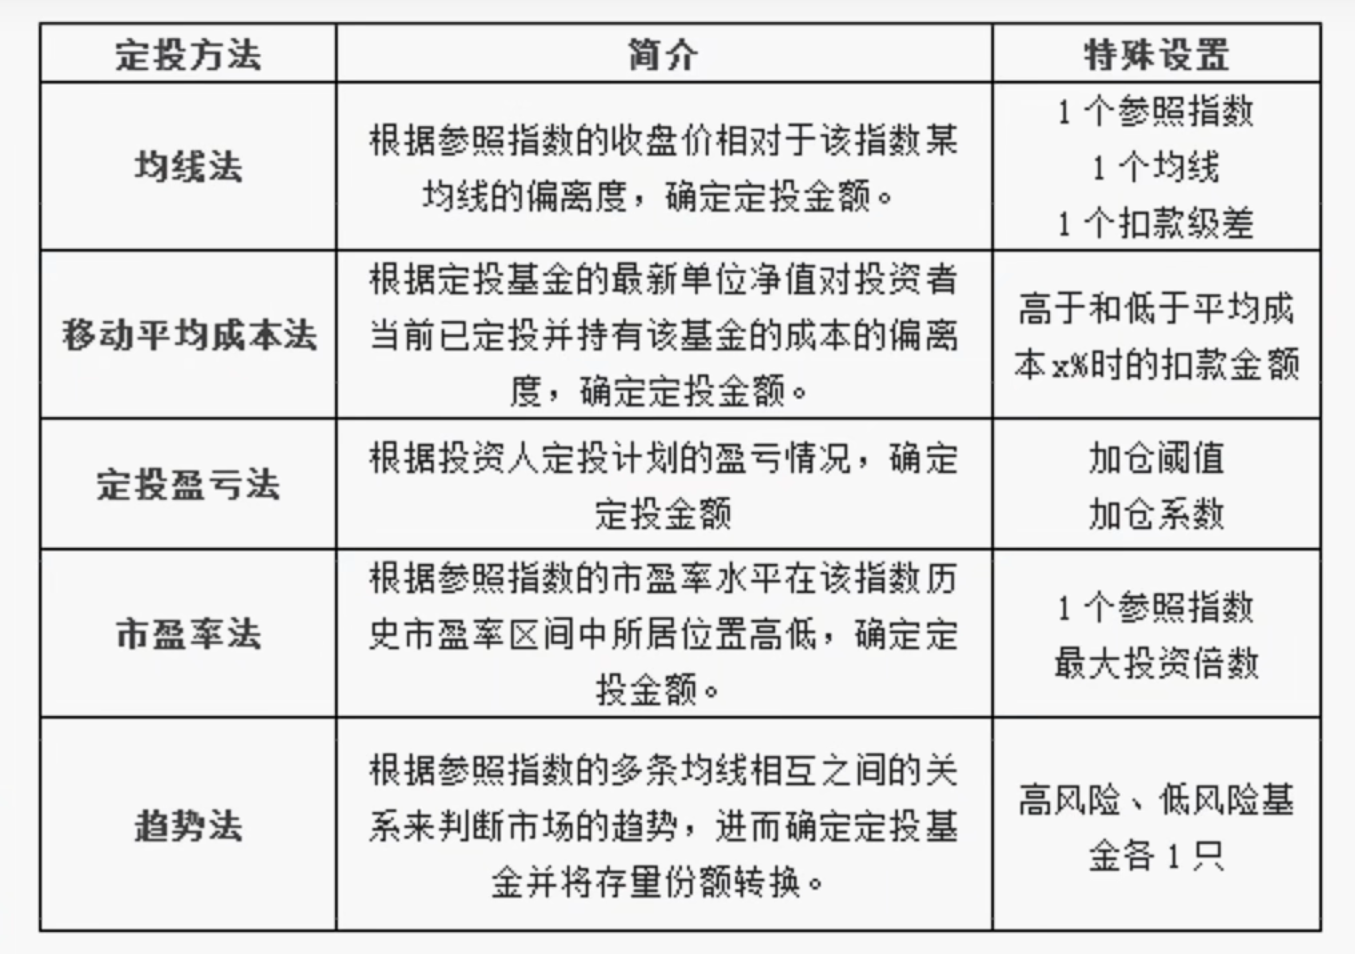 定投方法 简介 特殊设置
均线法
根据参照指数的收盘价相对于该指数某
均线的偏离度，确定定投金额。
1 个参照指数
1 个均线
1 个扣款级差
移动平均成本法
根据定投基金的最新单位净值对投资者
当前已定投并持有该基金的成本的偏离
度，确定定投金额。
高于和低于平均成
本 x%时的扣款金额
定投盈亏法
根据投资人定投计划的盈亏情况，确定
定投金额
加仓阈值
加仓系数
市盈率法
根据参照指数的市盈率水平在该指数历
史市盈率区间中所居位置高低，确定定
投金额。
1 个参照指数
最大投资倍数
趋势法
根据参照指数的多条均线相互之间的关
系来判断市场的趋势，进而确定定投基
金并将存量份额转换。
高风险、低风险基
金各 1 只